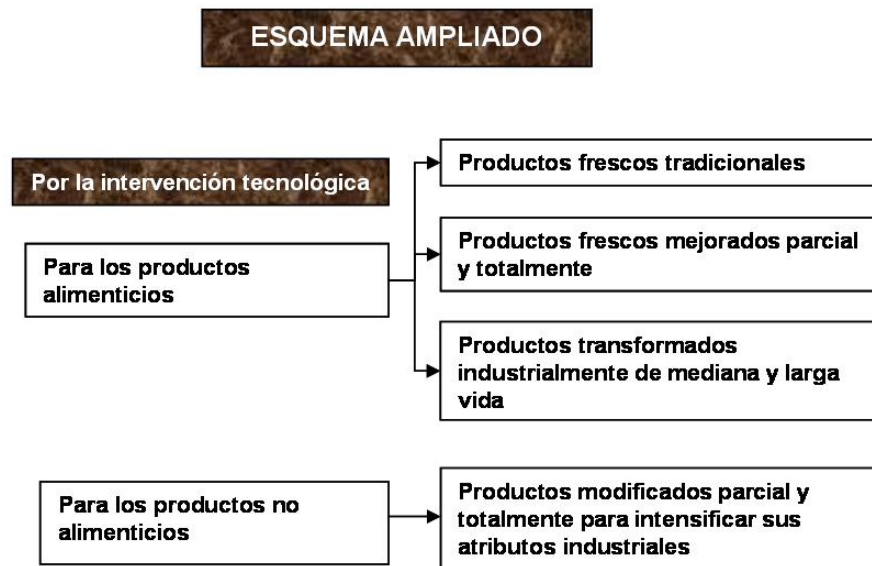 ESQUEMA AMPLIADO
Por la intervención tecnológica
Para los productos
alimenticios
Productos frescos tradicionales
Productos frescos mejorados parcial
y totalmente
Productos transformados
industrialmente de mediana y larga
vida
Para los productos no
alimenticios
Productos modificados parcial y
totalmente para intensificar sus
atributos industriales